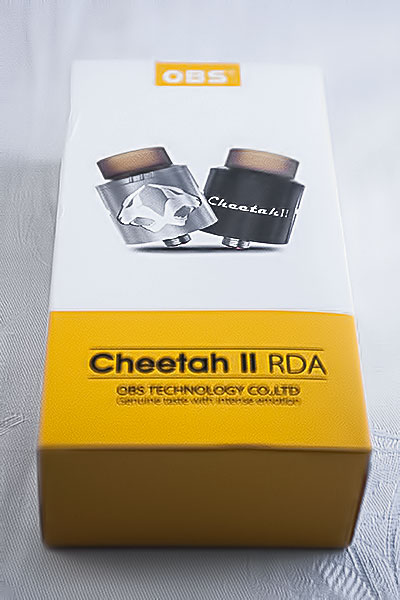 OBS
Cheetah II
Cheetah II RDA
OBS TECHNOLOGY CO.,LTD
Genuine taste with intense emotion